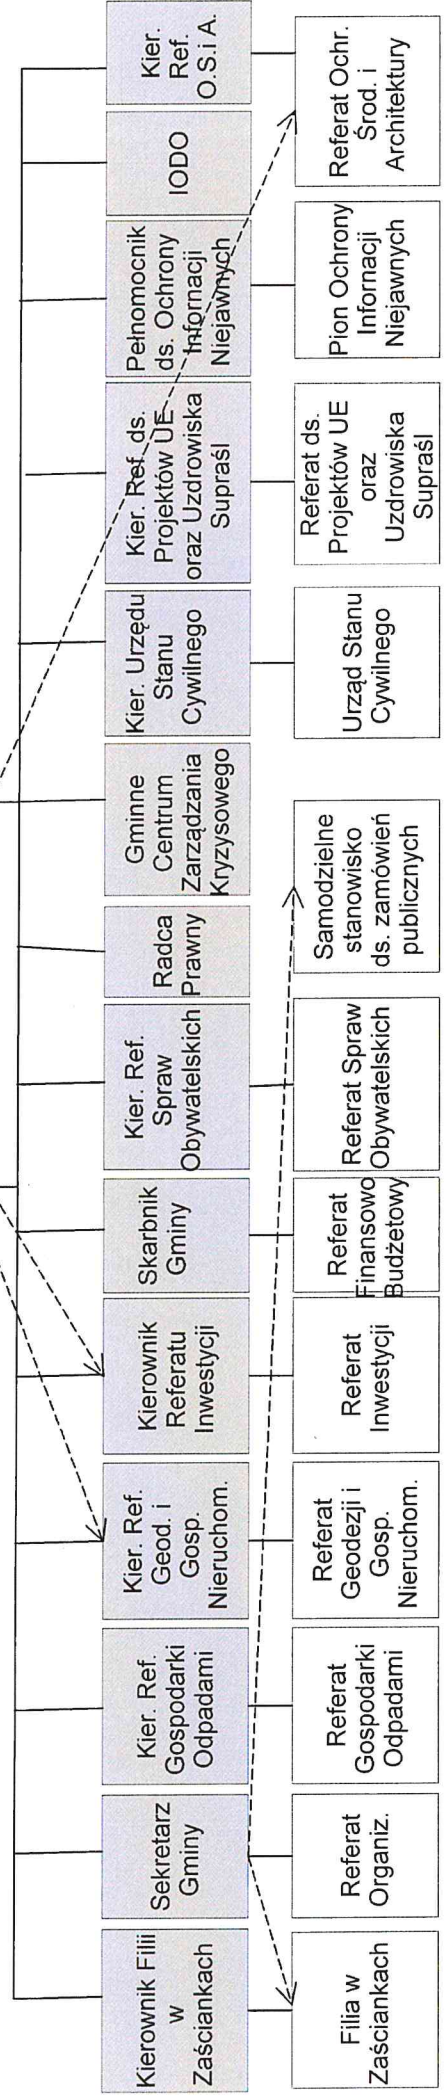 Kierownik Filii
w
Zaściankach
Sekretarz
Gminy
Kier. Ref.
Gospodarki
Odpadami
Kier. Ref.
Geod. i
Gosp.
Nieruchom.
Kierownik
Referatu
Inwestycji
Skarbnik
Gminy
Kier. Ref.
Spraw
Obywatelskich
Radca
Prawny
Gminne
Centrum
Zarządzania
Kryzysowego
Kier. Urzędu
Stanu
Cywilnego
Kier. Ref ds.
Projektów UE
oraz Uzdrowiska
Supraśl
Pełnomocnik
ds. Ochrony
Infornacji
Niejawnych
IODO
Kier.
Ref.
O.S.i A.
Filia w
Zaściankach
Referat
Organiz.
Referat
Gospodarki
Odpadami
Referat
Geodezji i
Gosp.
Nieruchom.
Referat
Inwestycji
Referat
Finansowo
Budżetowy
Referat Spraw
Obywatelskich
Samodzielne
stanowisko
ds. zamówień
publicznych
Urząd Stanu
Cywilnego
Referat ds.
Projektów UE
oraz
Uzdrowiska
Supraśl
Pion Ochrony
Infornacji
Niejawnych
Referat Ochr.
Środ. i
Architektury